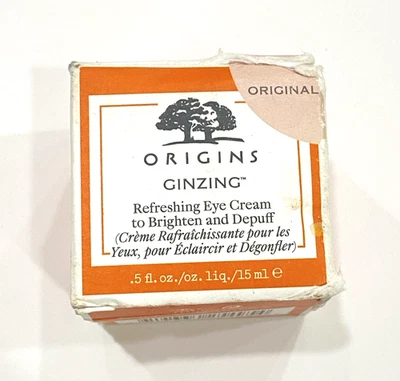 ORIGINAL
ORIGINS
GINZING™
Refreshing Eye Cream
to Brighten and Depuff
(Crème Rafraîchissante pour les
Yeux, pour Éclaircir et Dégonfler)
.5 fl. oz./oz. liq./15 ml ℮